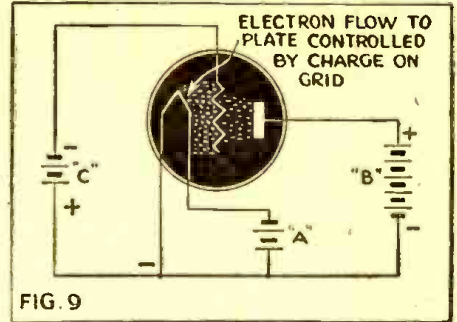 ELECTRON FLOW TO
PLATE CONTROLLED
BY CHARGE ON
GRID
- "C" +
+ "B" -
"A"
-
FIG. 9